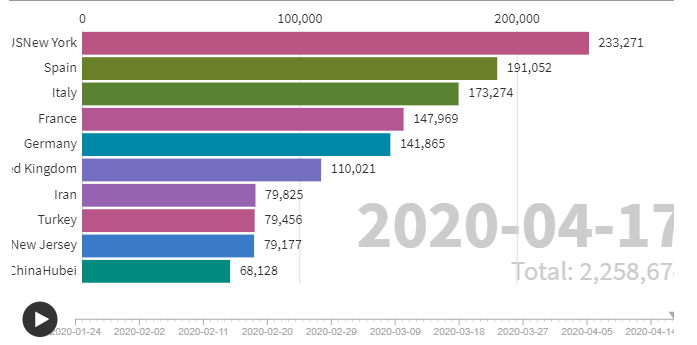 0 100,000 200,000
USNew York 233,271
Spain 191,052
Italy 173,274
France 147,969
Germany 141,865
Kingdom 110,021
Iran 79,825
Turkey 79,456
New Jersey 79,177
ChinaHubei 68,128
2020-04-17
Total: 2,258,67
2020-01-24 2020-02-02 2020-02-11 2020-02-20 2020-02-29 2020-03-09 2020-03-18 2020-03-27 2020-04-05 2020-04-14